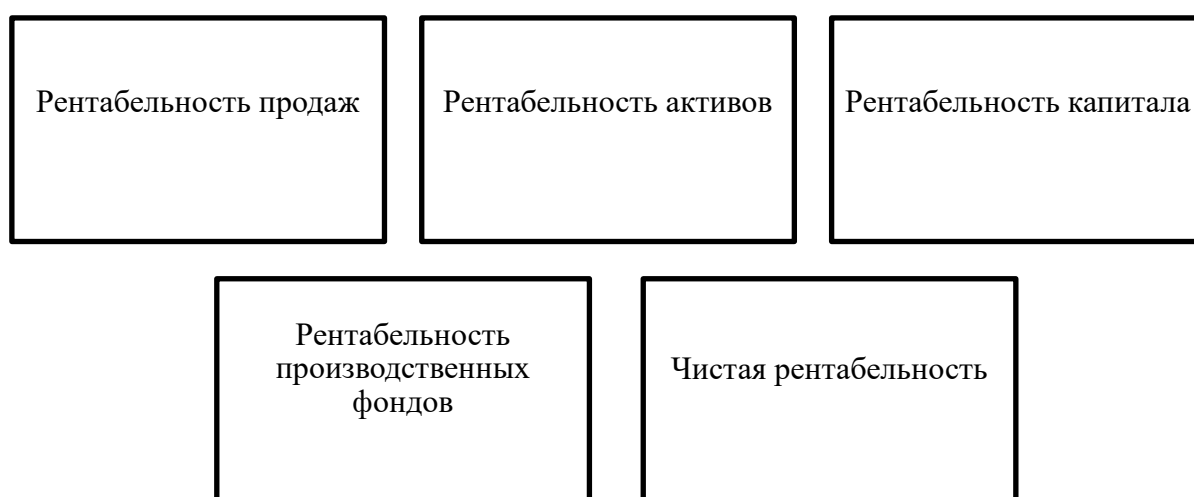 Рентабельность продаж
Рентабельность активов
Рентабельность капитала
Рентабельность
производственных
фондов
Чистая рентабельность